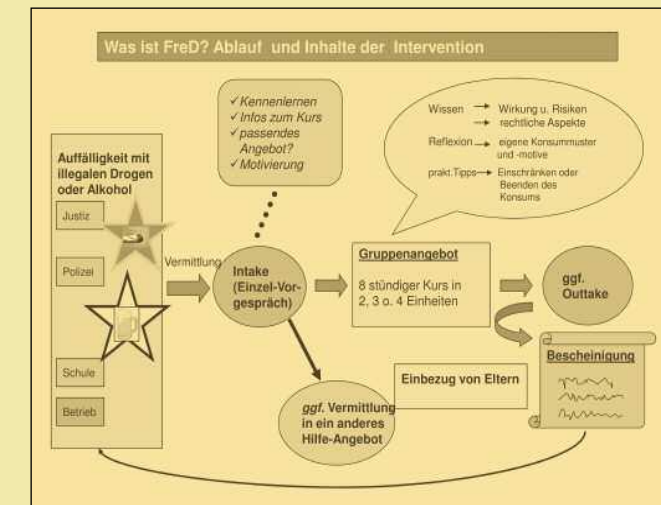 Was ist FreD? Ablauf und Inhalte der Intervention
✓ Kennenlernen
✓ Infos zum Kurs
✓ passendes
Angebot?
✓ Motivierung
Wissen → Wirkung u. Risiken
→ rechtliche Aspekte
Reflexion → eigene Konsummuster
und -motive
prakt.Tipps → Einschränken oder
Beenden des
Konsums
Auffälligkeit mit
illegalen Drogen
oder Alkohol
Justiz
Polizei
Schule
Betrieb
Vermittlung
Intake
(Einzel-Vor-
gespräch)
Gruppenangebot
8 stündiger Kurs in
2, 3 o. 4 Einheiten
ggf.
Outtake
Bescheinigung
Einbezug von Eltern
ggf. Vermittlung
in ein anderes
Hilfe-Angebot